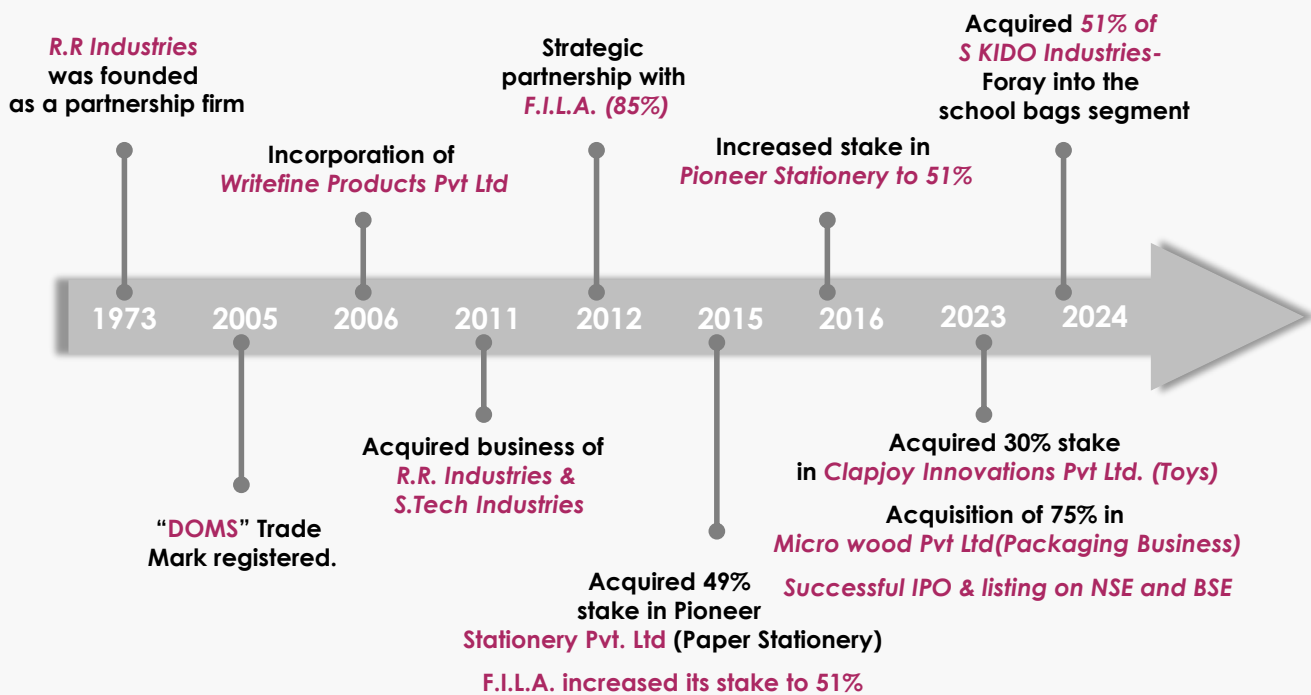 R.R Industries
was founded
as a partnership firm
Incorporation of
Writefine Products Pvt Ltd
Strategic
partnership with
F.I.L.A. (85%)
Increased stake in
Pioneer Stationery to 51%
Acquired 51% of
S KIDO Industries-
Foray into the
school bags segment
1973 2005 2006 2011 2012 2015 2016 2023 2024
“DOMS” Trade
Mark registered.
Acquired business of
R.R. Industries &
S.Tech Industries
Acquired 49%
stake in Pioneer
Stationery Pvt. Ltd (Paper Stationery)
F.I.L.A. increased its stake to 51%
Acquired 30% stake
in Clapjoy Innovations Pvt Ltd. (Toys)
Acquisition of 75% in
Micro wood Pvt Ltd(Packaging Business)
Successful IPO & listing on NSE and BSE